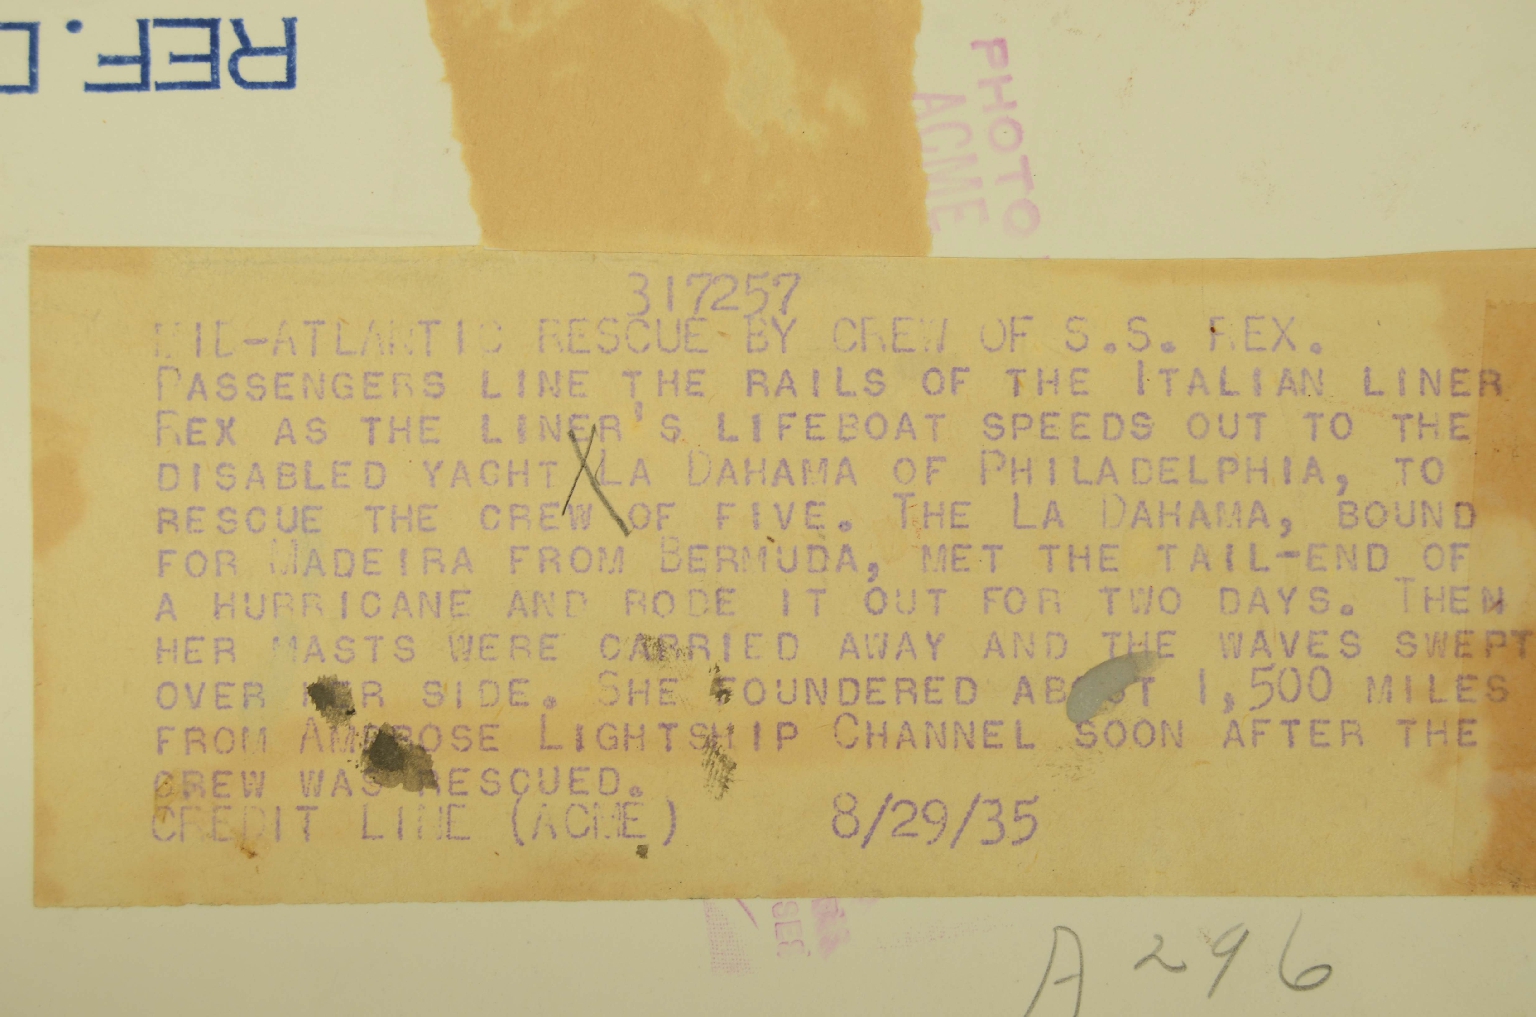 REF.
PHOTO
ACME
317257
MID-ATLANTIC RESCUE BY CREW OF S.S. REX.
PASSENGERS LINE THE RAILS OF THE ITALIAN LINER
REX AS THE LINER'S LIFEBOAT SPEEDS OUT TO THE
DISABLED YACHT LA DAHAMA OF PHILADELPHIA, TO
RESCUE THE CREW OF FIVE. THE LA DAHAMA, BOUND
FOR MADEIRA FROM BERMUDA, MET THE TAIL-END OF
A HURRICANE AND RODE IT OUT FOR TWO DAYS. THEN
HER MASTS WERE CARRIED AWAY AND THE WAVES SWEPT
OVER HER SIDE. SHE FOUNDERED ABOUT 1,500 MILES
FROM AMBROSE LIGHTSHIP CHANNEL SOON AFTER THE
CREW WAS RESCUED.
CREDIT LINE (ACME) 8/29/35
A 296